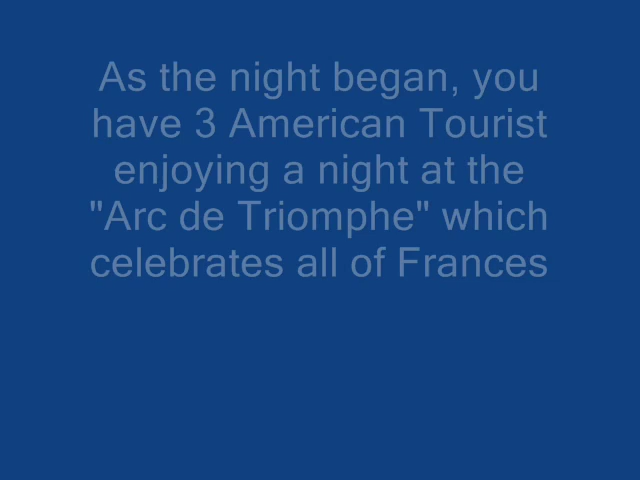 As the night began, you
have 3 American Tourist
enjoying a night at the
"Arc de Triomphe" which
celebrates all of Frances